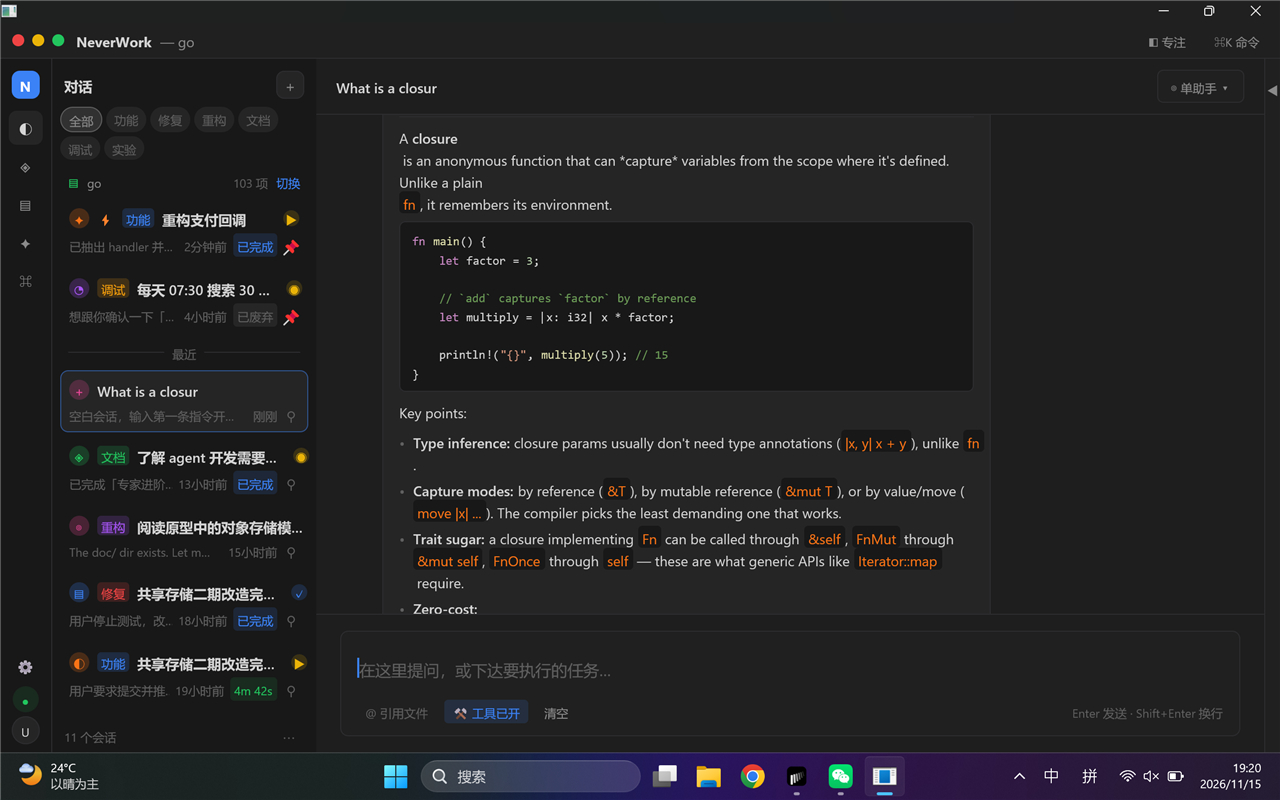 NeverWork — go
专注
⌘K 命令
N
对话
+
全部
功能
修复
重构
文档
调试
实验
go
103 项
切换
功能
重构支付回调
已抽出 handler 并...
2分钟前
已完成
调试
每天 07:30 搜索 30 ...
想跟你确认一下「...
4小时前
已废弃
最近
What is a closur
空白会话，输入第一条指令开...
刚刚
文档
了解 agent 开发需要...
已完成「专家进阶...
13小时前
已完成
重构
阅读原型中的对象存储模...
The doc/ dir exists. Let m...
15小时前
修复
共享存储二期改造完...
用户停止测试，改...
18小时前
已完成
功能
共享存储二期改造完...
用户要求提交并推.
19小时前
4m 42s
11 个会话
...
U
What is a closur
单助手
A closure
is an anonymous function that can *capture* variables from the scope where it's defined.
Unlike a plain
fn , it remembers its environment.
fn main() {
let factor = 3;
// `add` captures `factor` by reference
let multiply = |x: i32| x * factor;
println!("{}", multiply(5)); // 15
}
Key points:
• Type inference: closure params usually don't need type annotations ( |x, y| x + y ), unlike fn
.
• Capture modes: by reference ( &T ), by mutable reference ( &mut T ), or by value/move (
move |x| ... ). The compiler picks the least demanding one that works.
• Trait sugar: a closure implementing Fn can be called through &self , FnMut through
&mut self , FnOnce through self — these are what generic APIs like Iterator::map
require.
• Zero-cost:
在这里提问，或下达要执行的任务...
@ 引用文件
工具已开
清空
Enter 发送 · Shift+Enter 换行
24°C
以晴为主
搜索
中
拼
19:20
2026/11/15